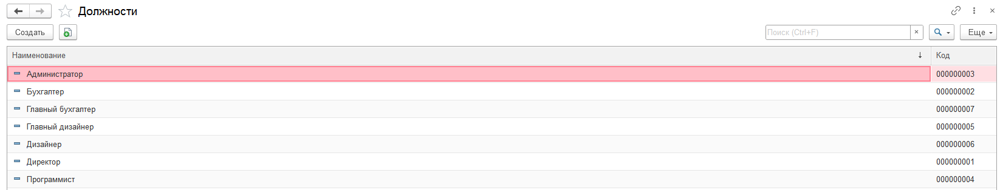 Должности
Создать Поиск (Ctrl+F) × Еще
Наименование ↓ Код
Администратор 000000003
Бухгалтер 000000002
Главный бухгалтер 000000007
Главный дизайнер 000000005
Дизайнер 000000006
Директор 000000001
Программист 000000004